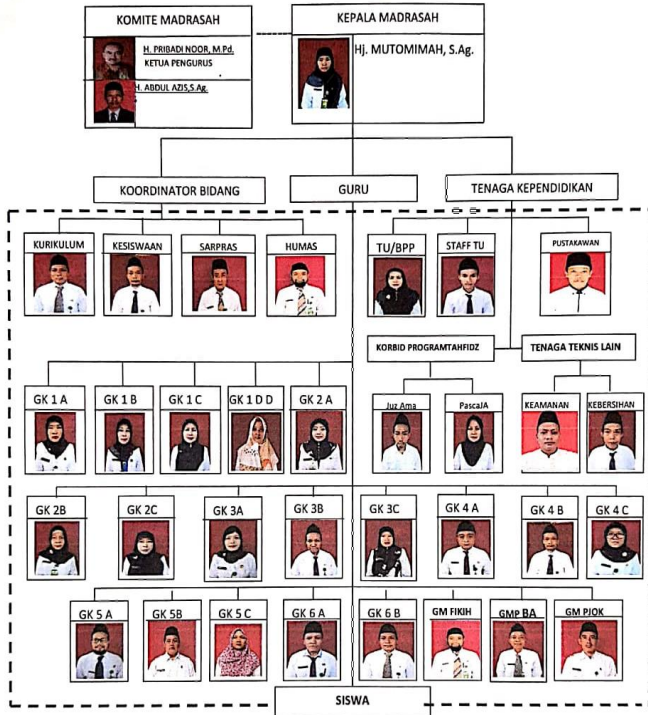 KOMITE MADRASAH
H. PRIBADI NOOR, M.Pd.
KETUA PENGURUS
H. ABDUL AZIS,S.Ag.
KEPALA MADRASAH
Hj. MUTOMIMAH, S.Ag.
KOORDINATOR BIDANG
GURU
TENAGA KEPENDIDIKAN
KURIKULUM
KESISWAAN
SARPRAS
HUMAS
TU/BPP
STAFF TU
PUSTAKAWAN
KORBID PROGRAMTAHFIDZ
TENAGA TEKNIS LAIN
GK 1 A
GK 1 B
GK 1 C
GK 1 D D
GK 2 A
Juz Ama
PascaJA
KEAMANAN
KEBERSIHAN
GK 2B
GK 2C
GK 3A
GK 3B
GK 3C
GK 4 A
GK 4 B
GK 4 C
GK 5 A
GK 5B
GK 5 C
GK 6 A
GK 6 B
GM FIKIH
GMP BA
GM PJOK
SISWA